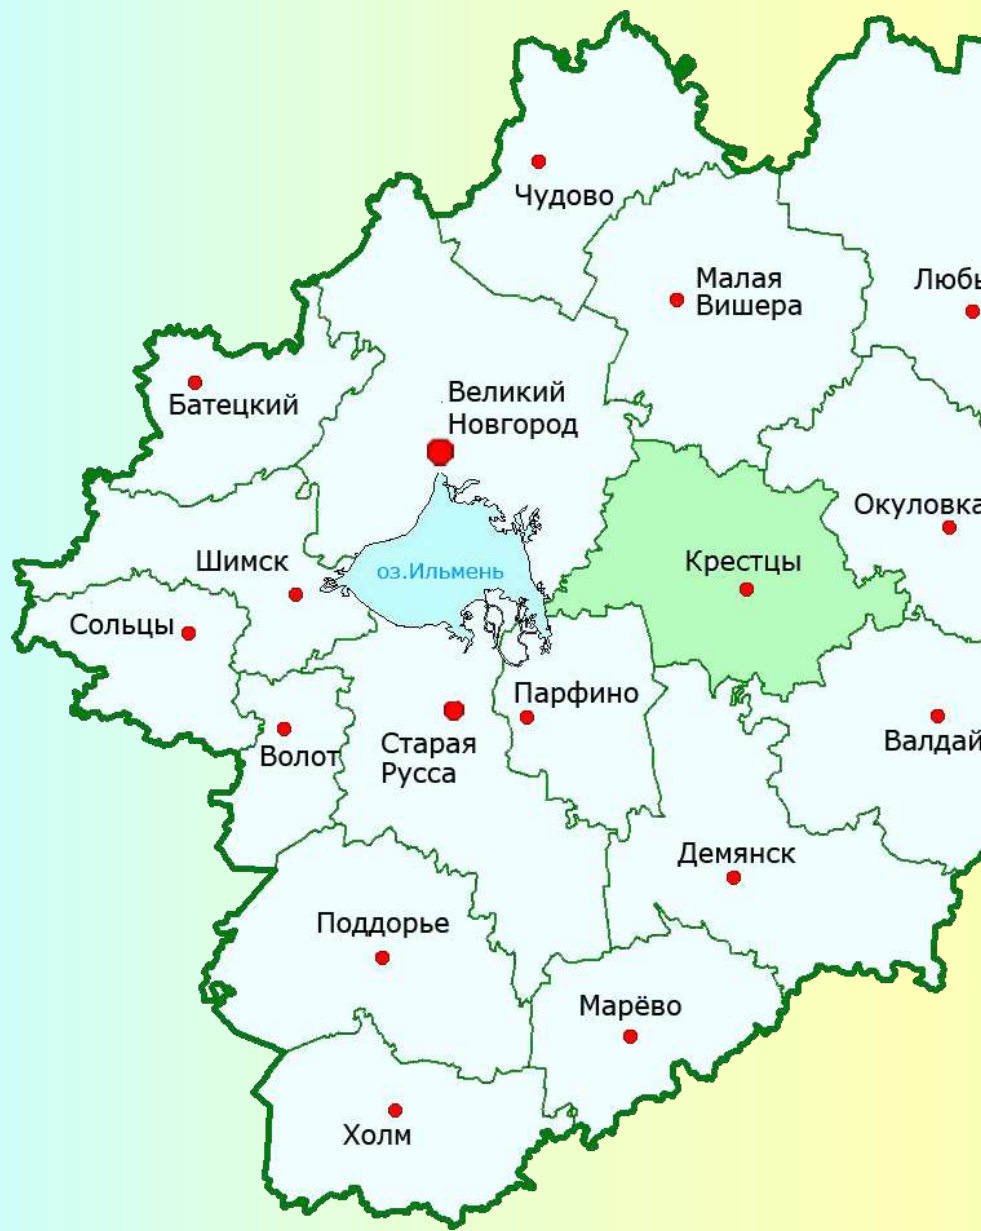 Чудово
Малая
Вишера
Любы
Батецкий
Великий
Новгород
Окуловка
Шимск
оз.Ильмень
Крестцы
Сольцы
Парфино
Волот
Старая
Русса
Валдай
Демянск
Поддорье
Марёво
Холм